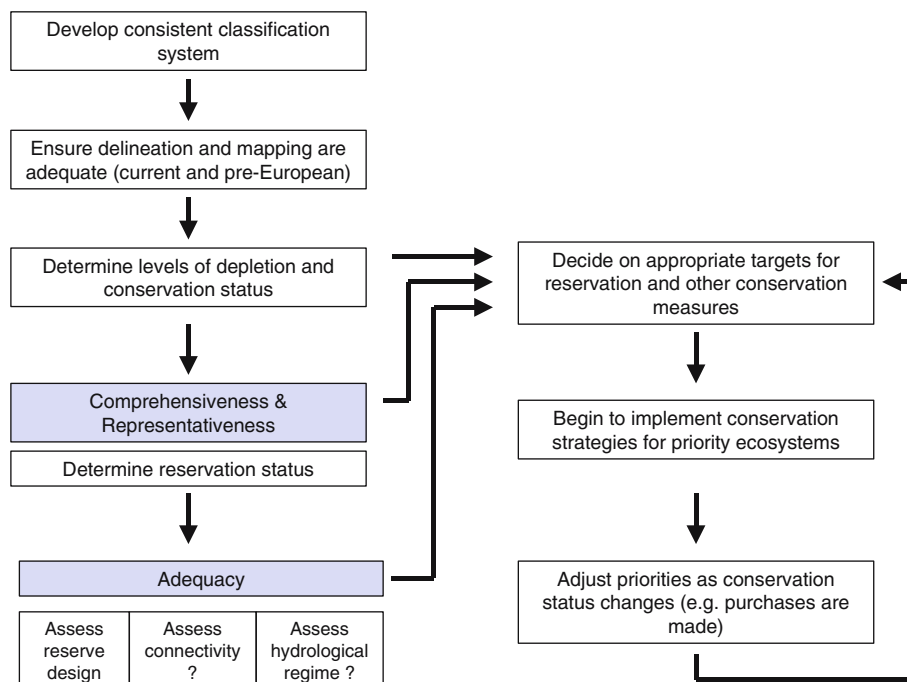 Develop consistent classification
system
Ensure delineation and mapping are
adequate (current and pre-European)
Determine levels of depletion and
conservation status
Comprehensiveness &
Representativeness
Determine reservation status
Adequacy
Assess
reserve
design
Assess
connectivity
?
Assess
hydrological
regime ?
Decide on appropriate targets for
reservation and other conservation
measures
Begin to implement conservation
strategies for priority ecosystems
Adjust priorities as conservation
status changes (e.g. purchases are
made)